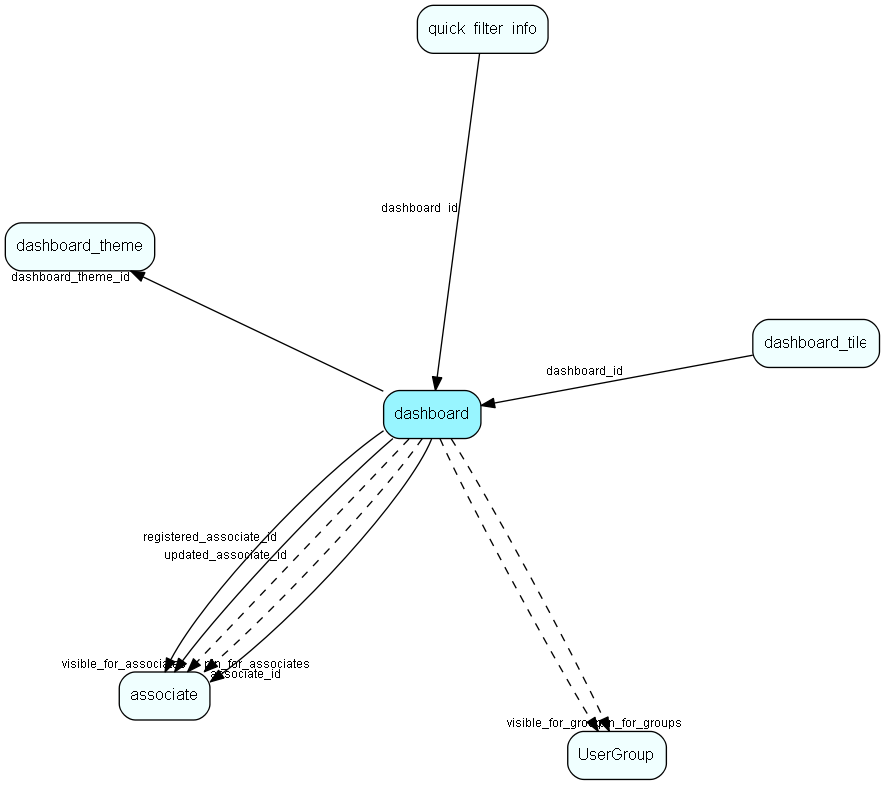 quick_filter_info
dashboard_id
dashboard_theme
dashboard_theme_id
dashboard_tile
dashboard_id
dashboard
registered_associate_id
updated_associate_id
visible_for_associates
pin_for_associates
associate_id
associate
visible_for_groups
pin_for_groups
UserGroup